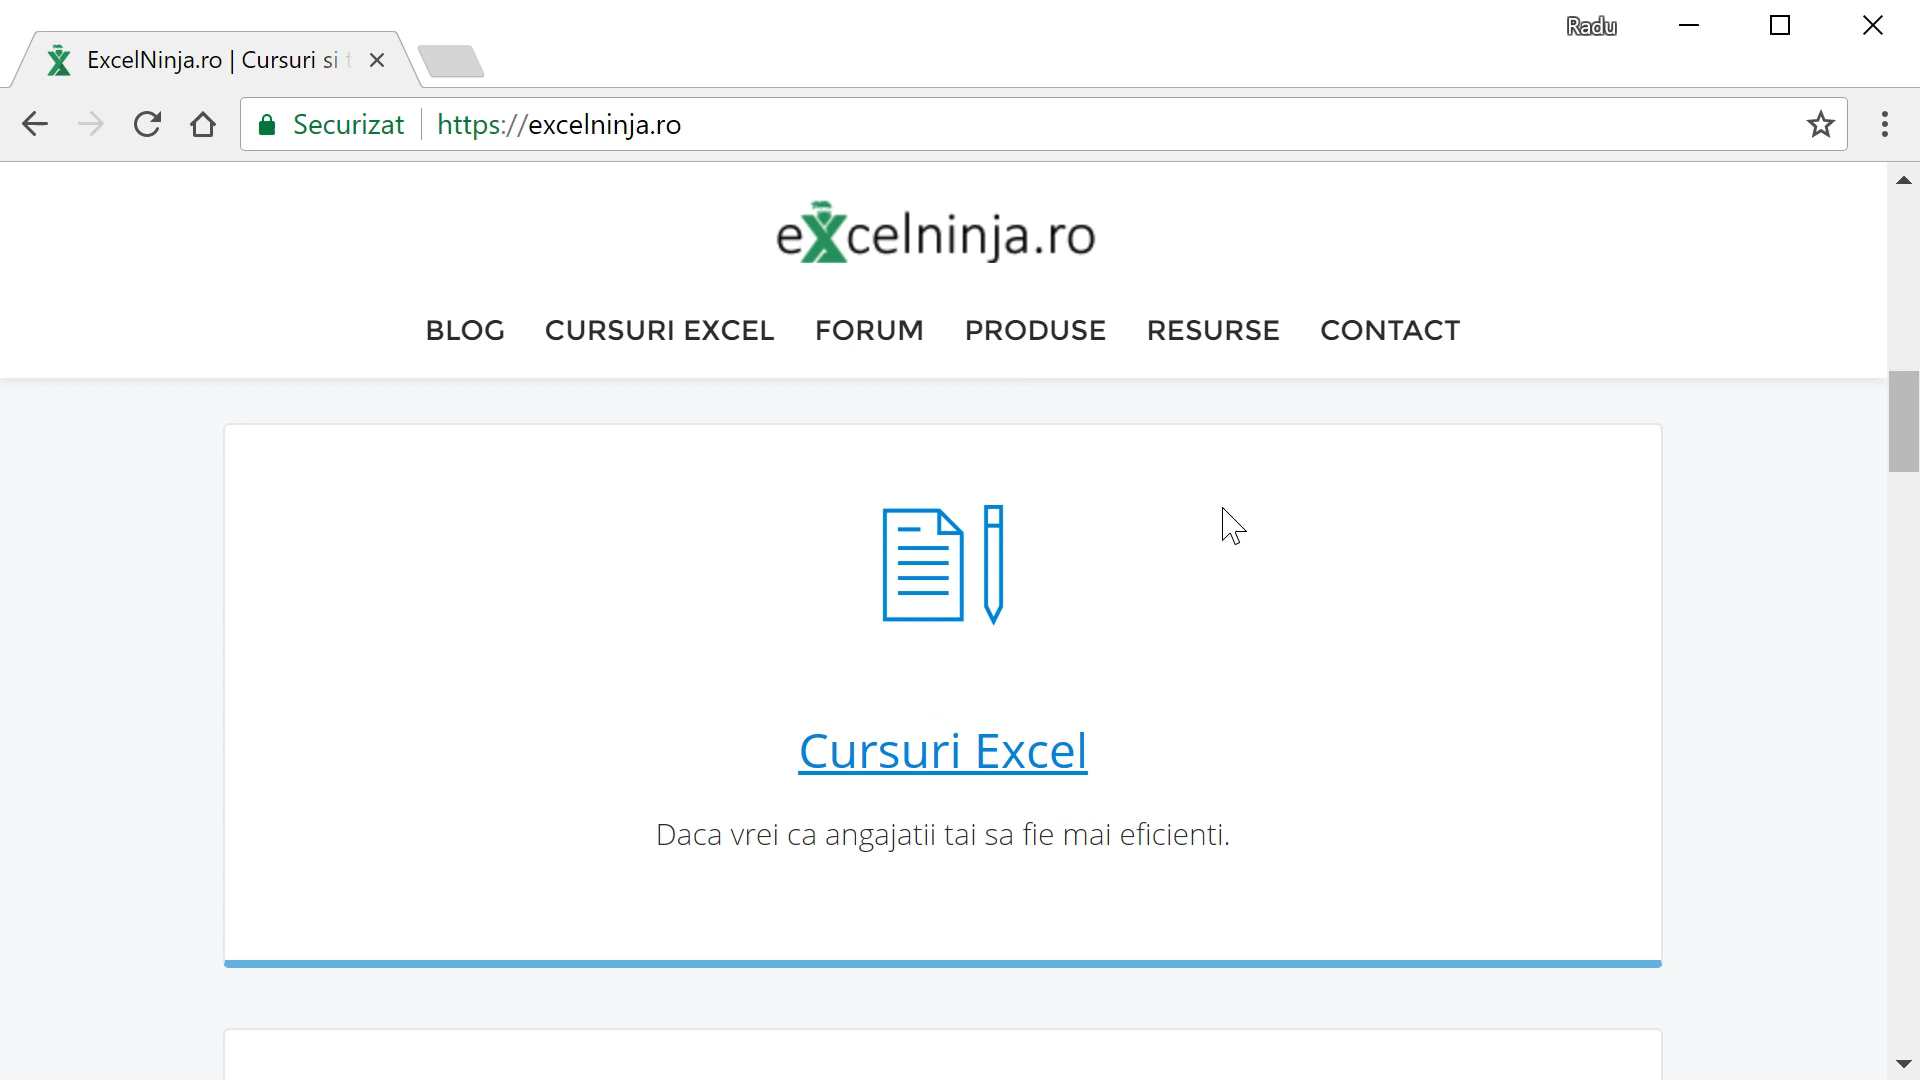 Radu
ExcelNinja.ro | Cursuri si t
Securizat https://excelninja.ro
excelninja.ro
BLOG CURSURI EXCEL FORUM PRODUSE RESURSE CONTACT
Cursuri Excel
Daca vrei ca angajatii tai sa fie mai eficienti.